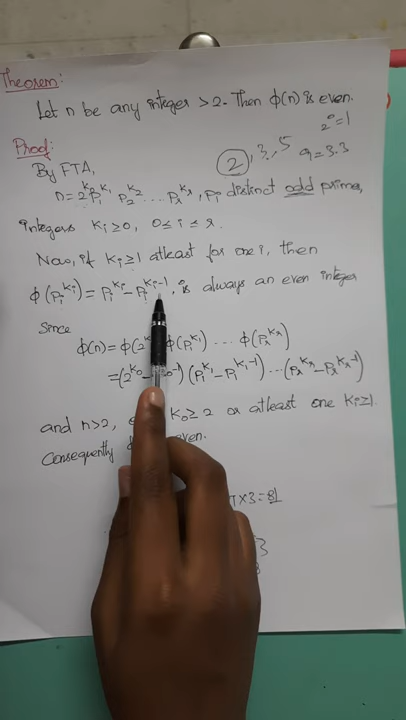 Theorem:
Let n be any integer > 2. Then φ(n) is even.
2⁰ = 1
Proof:
2, 3, 5
9 = 3.3
By FTA,
n = 2^k₀ p₁^k₁ p₂^k₂ .... pᵣ^kᵣ, pᵢ distinct odd primes,
integers kᵢ ≥ 0, 0 ≤ i ≤ r.
Now, if kᵢ ≥ 1 atleast for one i, then
φ(pᵢ^kᵢ) = pᵢ^kᵢ - pᵢ^(kᵢ-1), is always an even integer
Since
φ(n) = φ(2^k φ(p₁^k₁) ... φ(pᵣ^kᵣ)
= (2^k₀ - k₀-1) (p₁^k₁ - p₁^(k₁-1)) ... (pᵣ^kᵣ - pᵣ^(kᵣ-1))
and n > 2, k₀ ≥ 2 or atleast one kᵢ ≥ 1.
Consequently even.
× 3 = 81
3